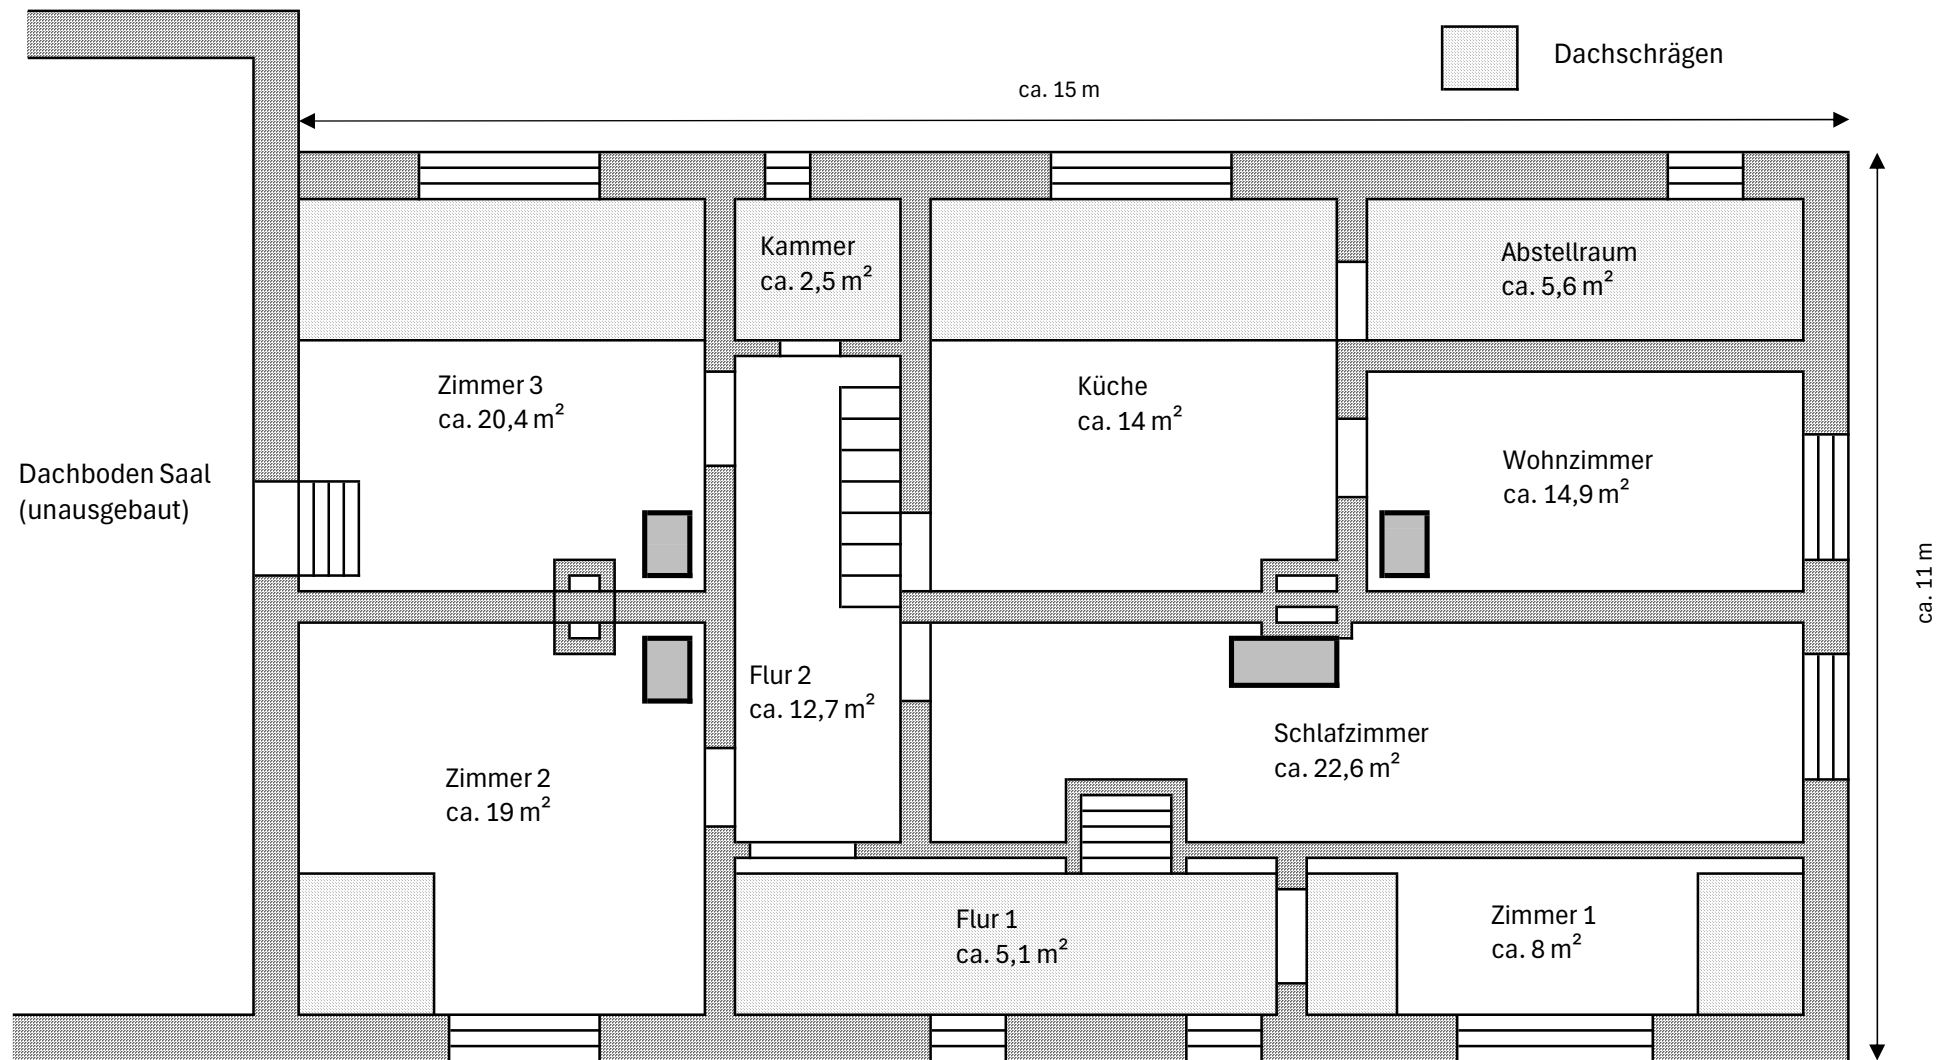 Dachschrägen
ca. 15 m
Kammer
ca. 2,5 m²
Abstellraum
ca. 5,6 m²
Zimmer 3
ca. 20,4 m²
Küche
ca. 14 m²
Wohnzimmer
ca. 14,9 m²
Dachboden Saal
(unausgebaut)
ca. 11 m
Flur 2
ca. 12,7 m²
Schlafzimmer
ca. 22,6 m²
Zimmer 2
ca. 19 m²
Flur 1
ca. 5,1 m²
Zimmer 1
ca. 8 m²